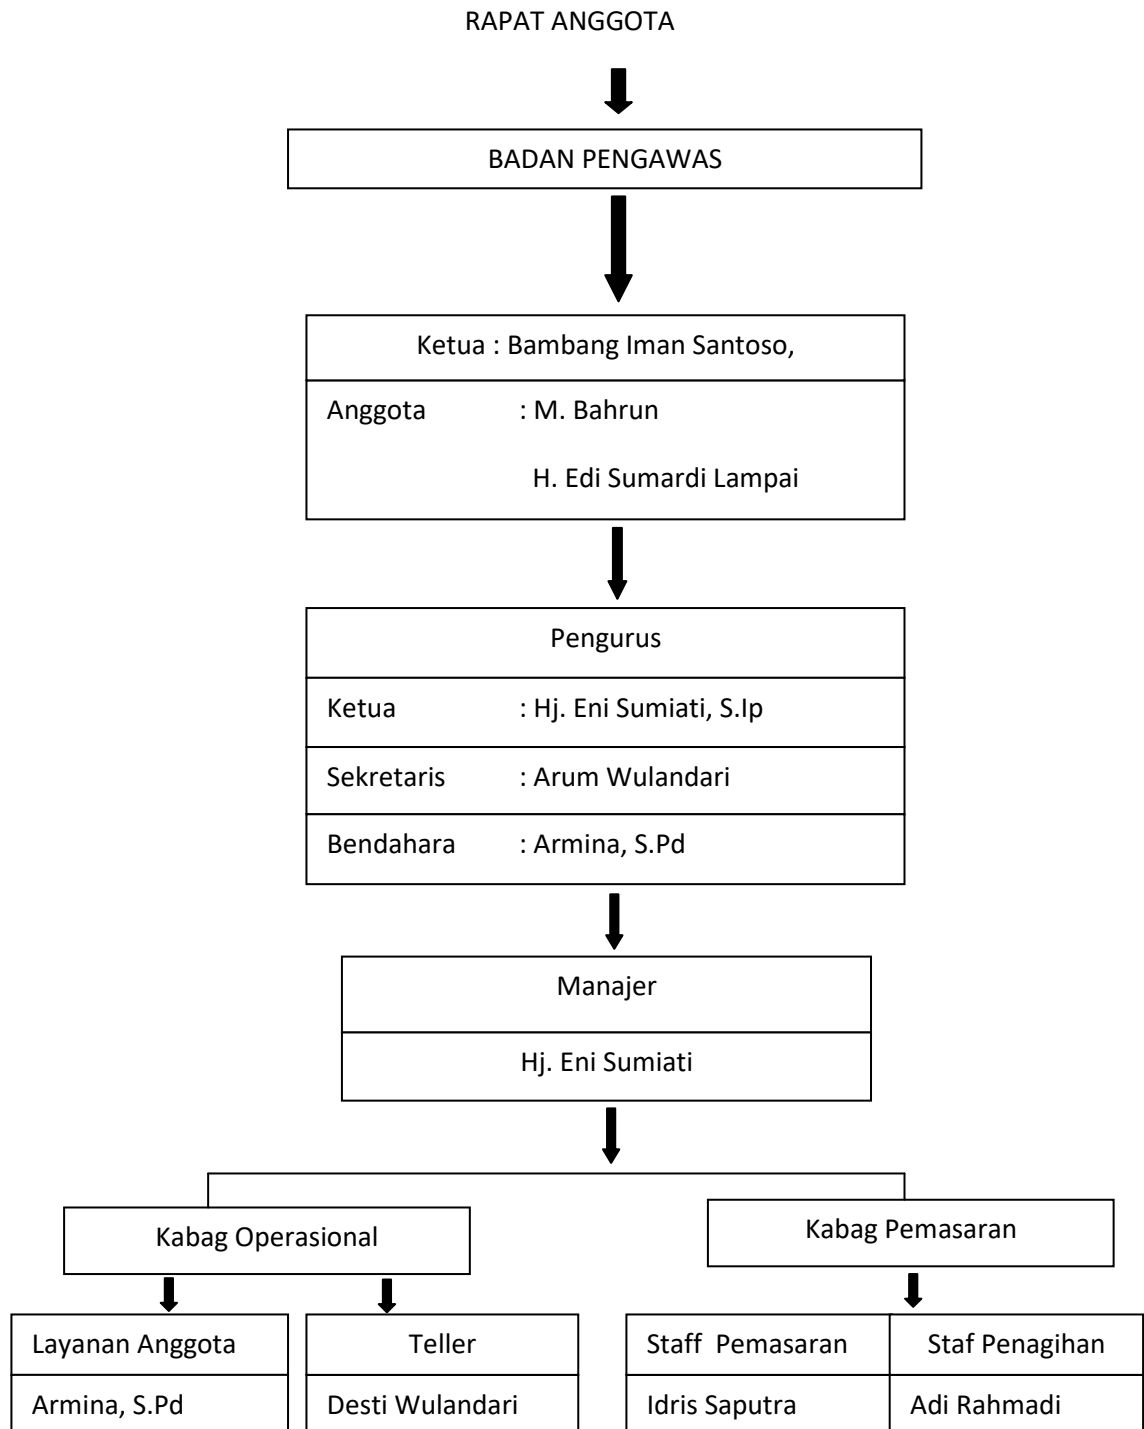 RAPAT ANGGOTA
BADAN PENGAWAS
Ketua : Bambang Iman Santoso,
Anggota : M. Bahrun
H. Edi Sumardi Lampai
Pengurus
Ketua : Hj. Eni Sumiati, S.Ip
Sekretaris : Arum Wulandari
Bendahara : Armina, S.Pd
Manajer
Hj. Eni Sumiati
Kabag Operasional
Kabag Pemasaran
Layanan Anggota
Armina, S.Pd
Teller
Desti Wulandari
Staff Pemasaran
Idris Saputra
Staf Penagihan
Adi Rahmadi